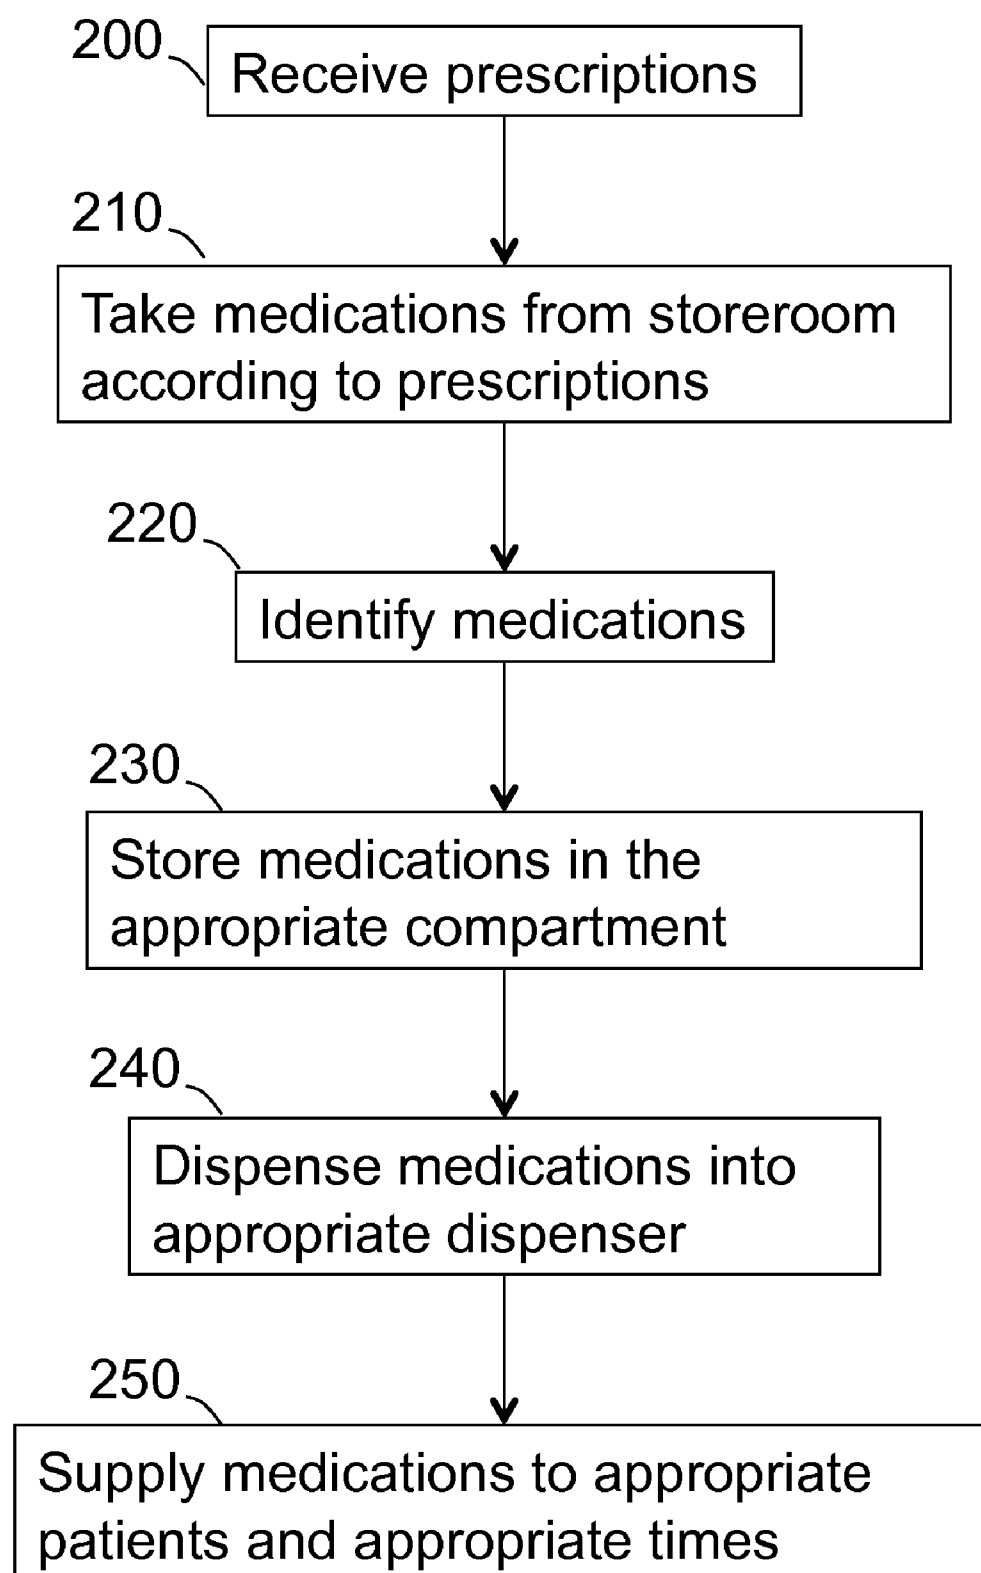 200
Receive prescriptions
210
Take medications from storeroom
according to prescriptions
220
Identify medications
230
Store medications in the
appropriate compartment
240
Dispense medications into
appropriate dispenser
250
Supply medications to appropriate
patients and appropriate times